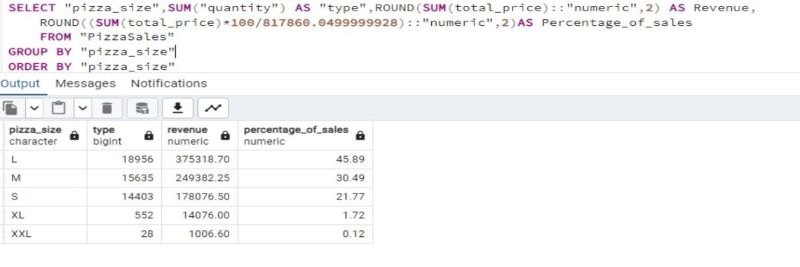 SELECT "pizza_size",SUM("quantity") AS "type",ROUND(SUM(total_price)::"numeric",2) AS Revenue,
ROUND((SUM(total_price)*100/817860.0499999928)::"numeric",2)AS Percentage_of_sales
FROM "PizzaSales"
GROUP BY "pizza_size"
ORDER BY "pizza_size"
Output Messages Notifications
pizza_size type revenue percentage_of_sales
character bigint numeric numeric
L 18956 375318.70 45.89
M 15635 249382.25 30.49
S 14403 178076.50 21.77
XL 552 14076.00 1.72
XXL 28 1006.60 0.12